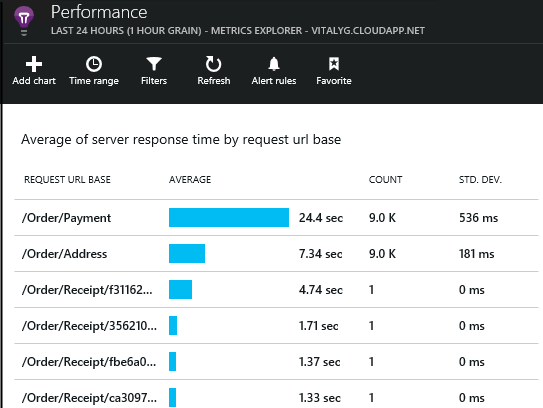 Performance
LAST 24 HOURS (1 HOUR GRAIN) - METRICS EXPLORER - VITALYG.CLOUDAPP.NET
Add chart Time range Filters Refresh Alert rules Favorite
Average of server response time by request url base
REQUEST URL BASE AVERAGE COUNT STD. DEV.
/Order/Payment 24.4 sec 9.0 K 536 ms
/Order/Address 7.34 sec 9.0 K 181 ms
/Order/Receipt/f31162... 4.74 sec 1 0 ms
/Order/Receipt/356210... 1.71 sec 1 0 ms
/Order/Receipt/fbe6a0... 1.37 sec 1 0 ms
/Order/Receipt/ca3097... 1.33 sec 1 0 ms